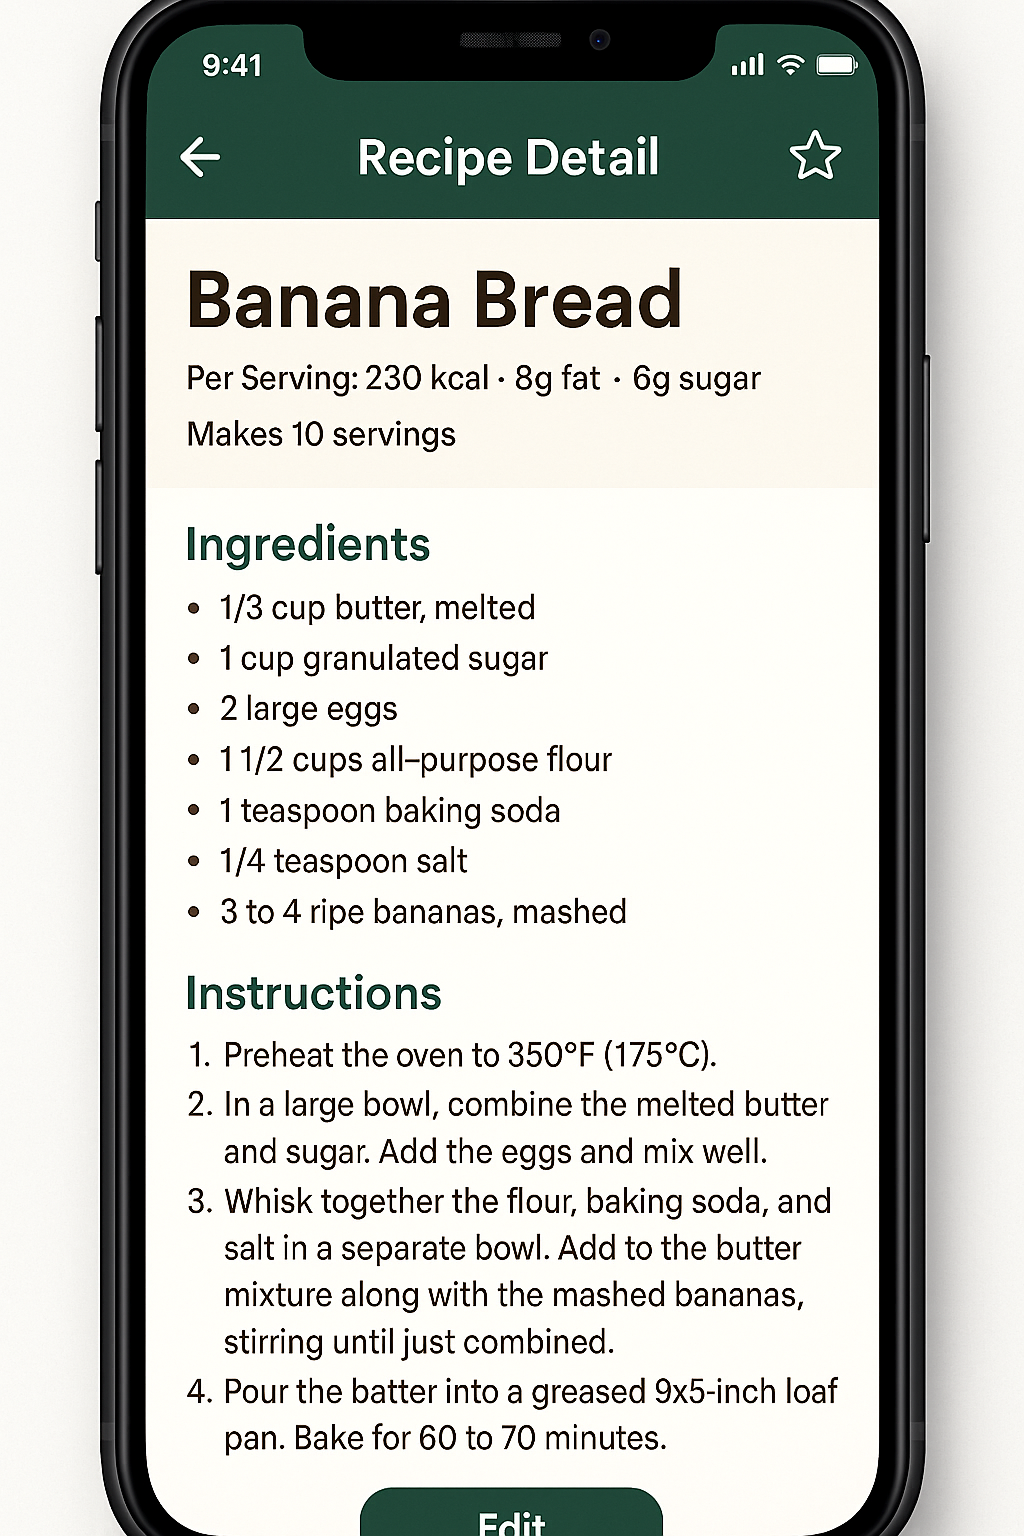 9:41
Recipe Detail
Banana Bread
Per Serving: 230 kcal · 8g fat · 6g sugar
Makes 10 servings
Ingredients
• 1/3 cup butter, melted
• 1 cup granulated sugar
• 2 large eggs
• 1 1/2 cups all–purpose flour
• 1 teaspoon baking soda
• 1/4 teaspoon salt
• 3 to 4 ripe bananas, mashed
Instructions
1. Preheat the oven to 350°F (175°C).
2. In a large bowl, combine the melted butter
and sugar. Add the eggs and mix well.
3. Whisk together the flour, baking soda, and
salt in a separate bowl. Add to the butter
mixture along with the mashed bananas,
stirring until just combined.
4. Pour the batter into a greased 9x5-inch loaf
pan. Bake for 60 to 70 minutes.
Edit